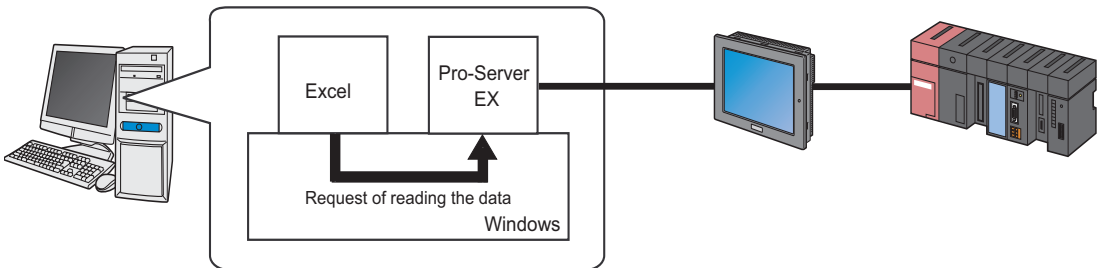 Excel
Pro-Server
EX
Request of reading the data
Windows